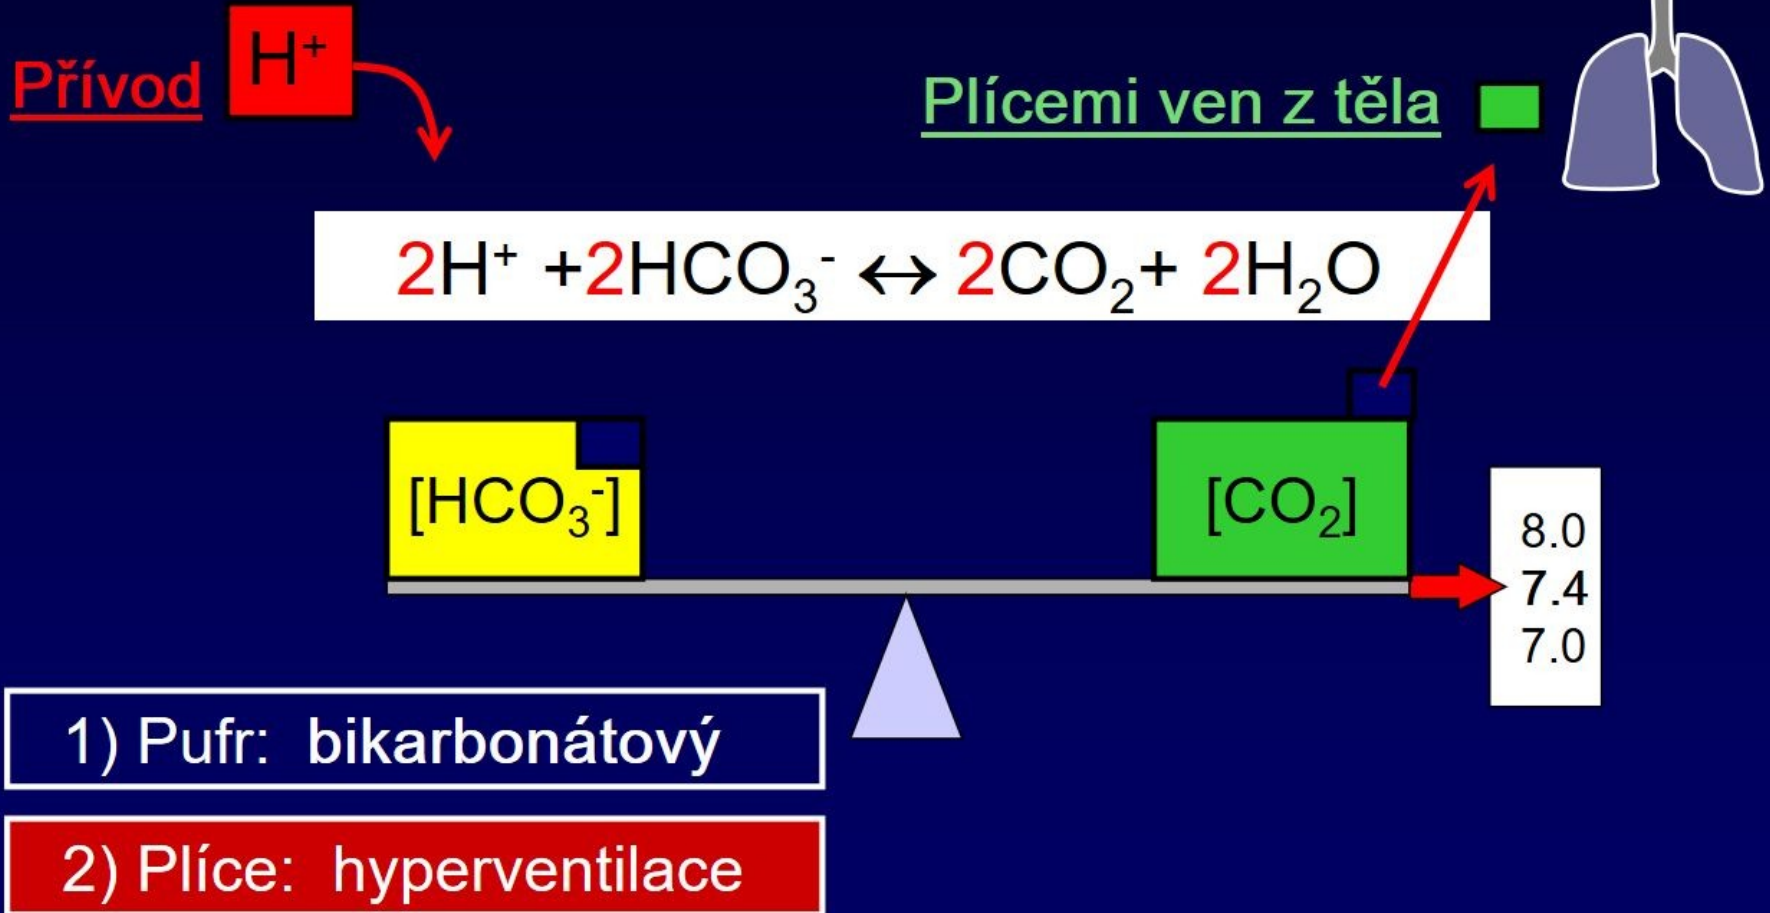 Přívod H⁺
Plícemi ven z těla
2H⁺ +2HCO₃⁻ ↔ 2CO₂+ 2H₂O
[HCO₃⁻]
[CO₂]
8.0
7.4
7.0
1) Pufr: bikarbonátový
2) Plíce: hyperventilace